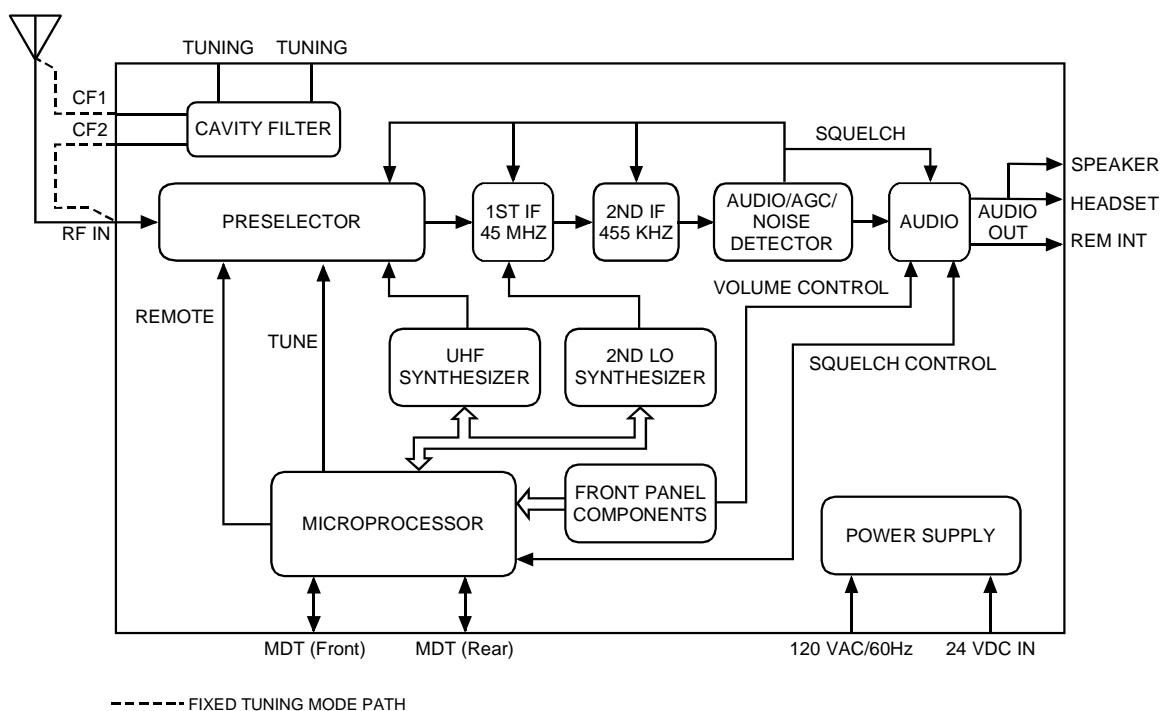 TUNING TUNING
CF1
CF2
CAVITY FILTER
SQUELCH
SPEAKER
HEADSET
AUDIO
OUT
REM INT
RF IN
PRESELECTOR
1ST IF
45 MHZ
2ND IF
455 KHZ
AUDIO/AGC/
NOISE
DETECTOR
AUDIO
VOLUME CONTROL
REMOTE
TUNE
UHF
SYNTHESIZER
2ND LO
SYNTHESIZER
SQUELCH CONTROL
MICROPROCESSOR
FRONT PANEL
COMPONENTS
POWER SUPPLY
MDT (Front)
MDT (Rear)
120 VAC/60Hz
24 VDC IN
FIXED TUNING MODE PATH